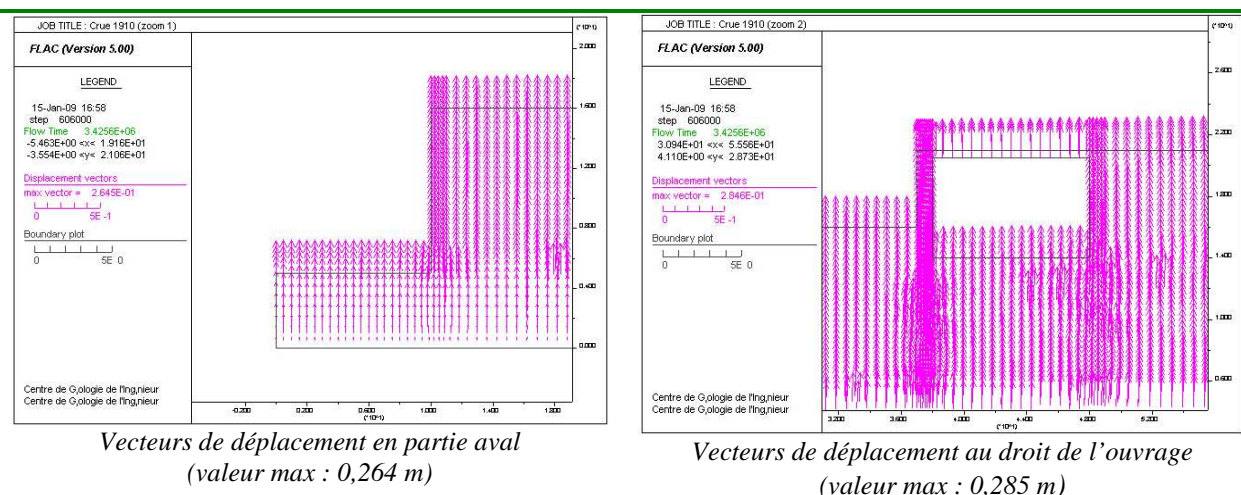 JOB TITLE : Crue 1910 (zoom 1)
(*10^1)
FLAC (Version 5.00)
LEGEND
15-Jan-09 16:58
step 606000
Flow Time 3.4256E+06
-5.463E+00 <x< 1.916E+01
-3.554E+00 <y< 2.106E+01
Displacement vectors
max vector = 2.645E-01
0 5E -1
Boundary plot
0 5E 0
Centre de G,ologie de l'Ing,nieur
Centre de G,ologie de l'Ing,nieur
2.000
1.600
1.200
0.800
0.400
0.000
-0.200 0.200 0.600 1.000 1.400 1.800
(*10^1)
Vecteurs de déplacement en partie aval
(valeur max : 0,264 m)
JOB TITLE : Crue 1910 (zoom 2)
(*10^1)
FLAC (Version 5.00)
LEGEND
15-Jan-09 16:58
step 606000
Flow Time 3.4256E+06
3.094E+01 <x< 5.556E+01
4.110E+00 <y< 2.873E+01
Displacement vectors
max vector = 2.846E-01
0 5E -1
Boundary plot
0 5E 0
Centre de G,ologie de l'Ing,nieur
Centre de G,ologie de l'Ing,nieur
2.600
2.200
1.800
1.400
1.000
0.600
3.200 3.600 4.000 4.400 4.800 5.200
(*10^1)
Vecteurs de déplacement au droit de l'ouvrage
(valeur max : 0,285 m)